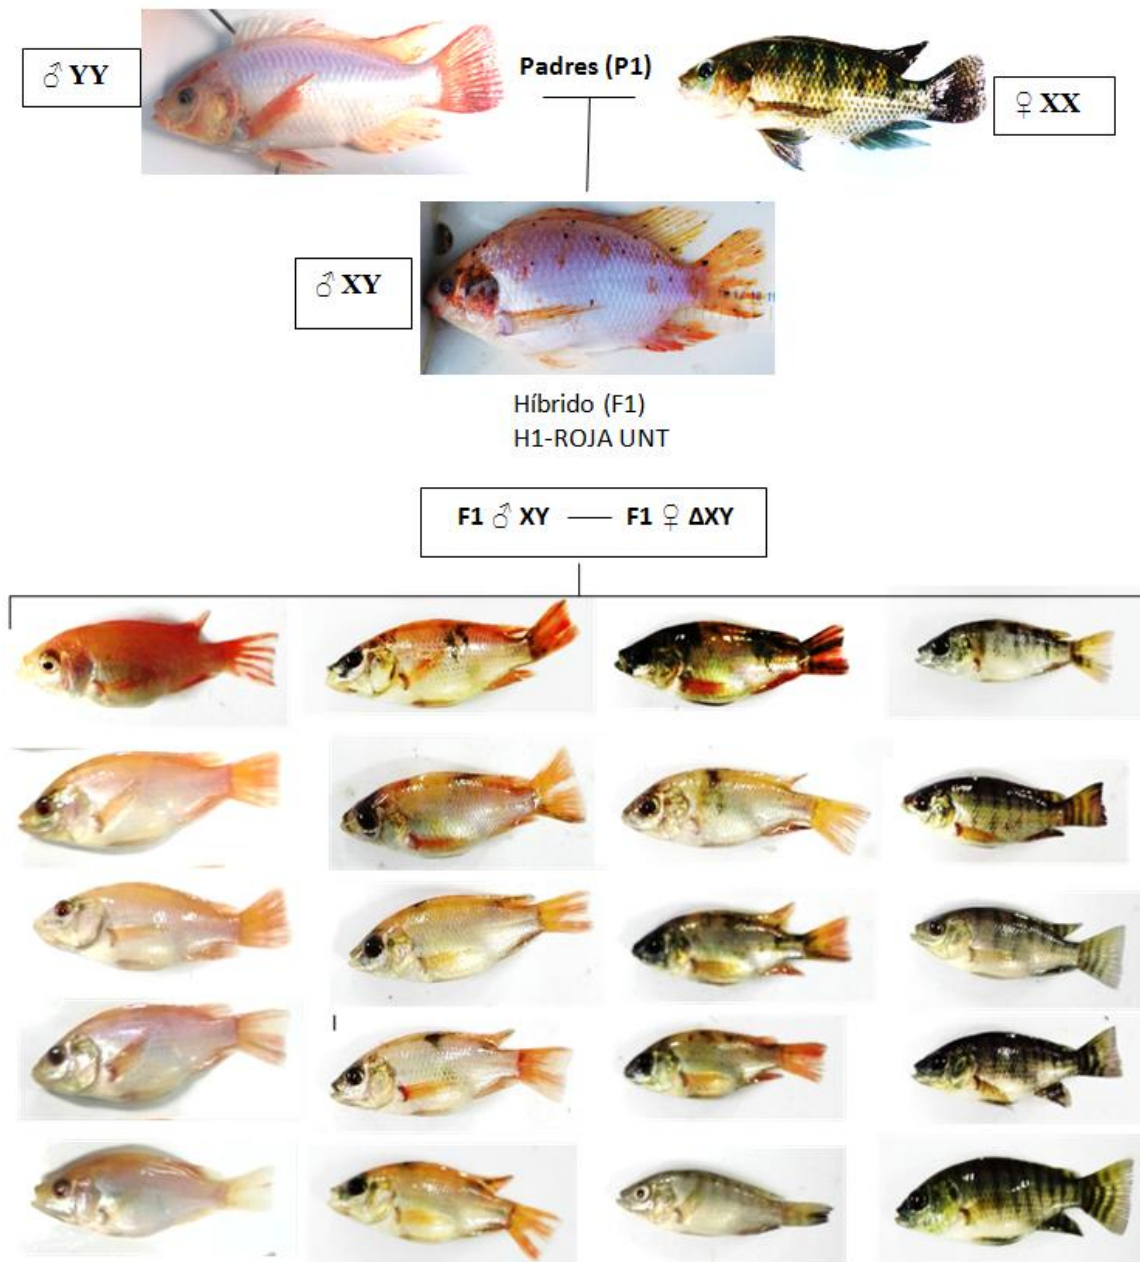 ♂ YY
Padres (P1)
♀ XX
♂ XY
Híbrido (F1)
H1-ROJA UNT
F1 ♂ XY —— F1 ♀ ΔXY